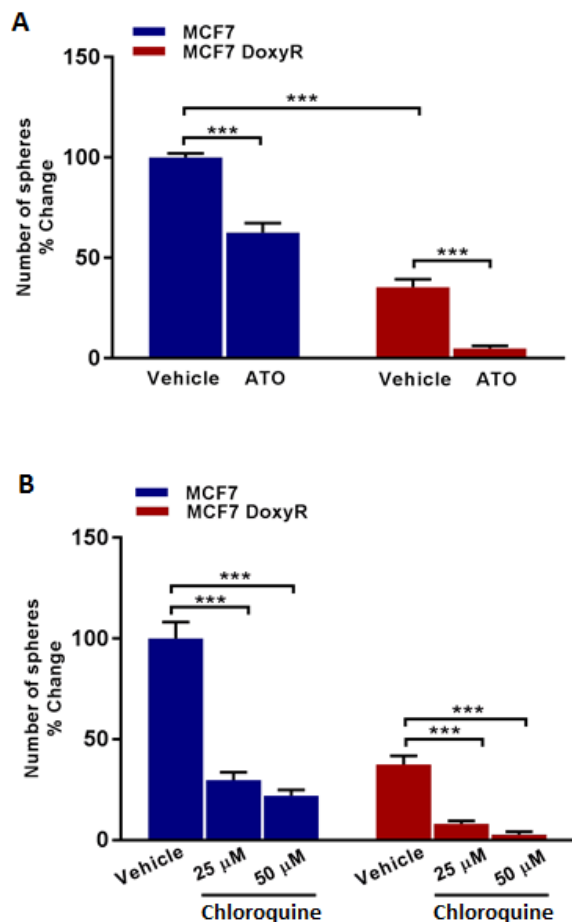 A
MCF7
MCF7 DoxyR
150
100
50
0
Number of spheres
% Change
***
***
***
Vehicle
ATO
Vehicle
ATO
B
MCF7
MCF7 DoxyR
150
100
50
0
Number of spheres
% Change
***
***
***
***
Vehicle
25 μM
50 μM
Vehicle
25 μM
50 μM
Chloroquine
Chloroquine